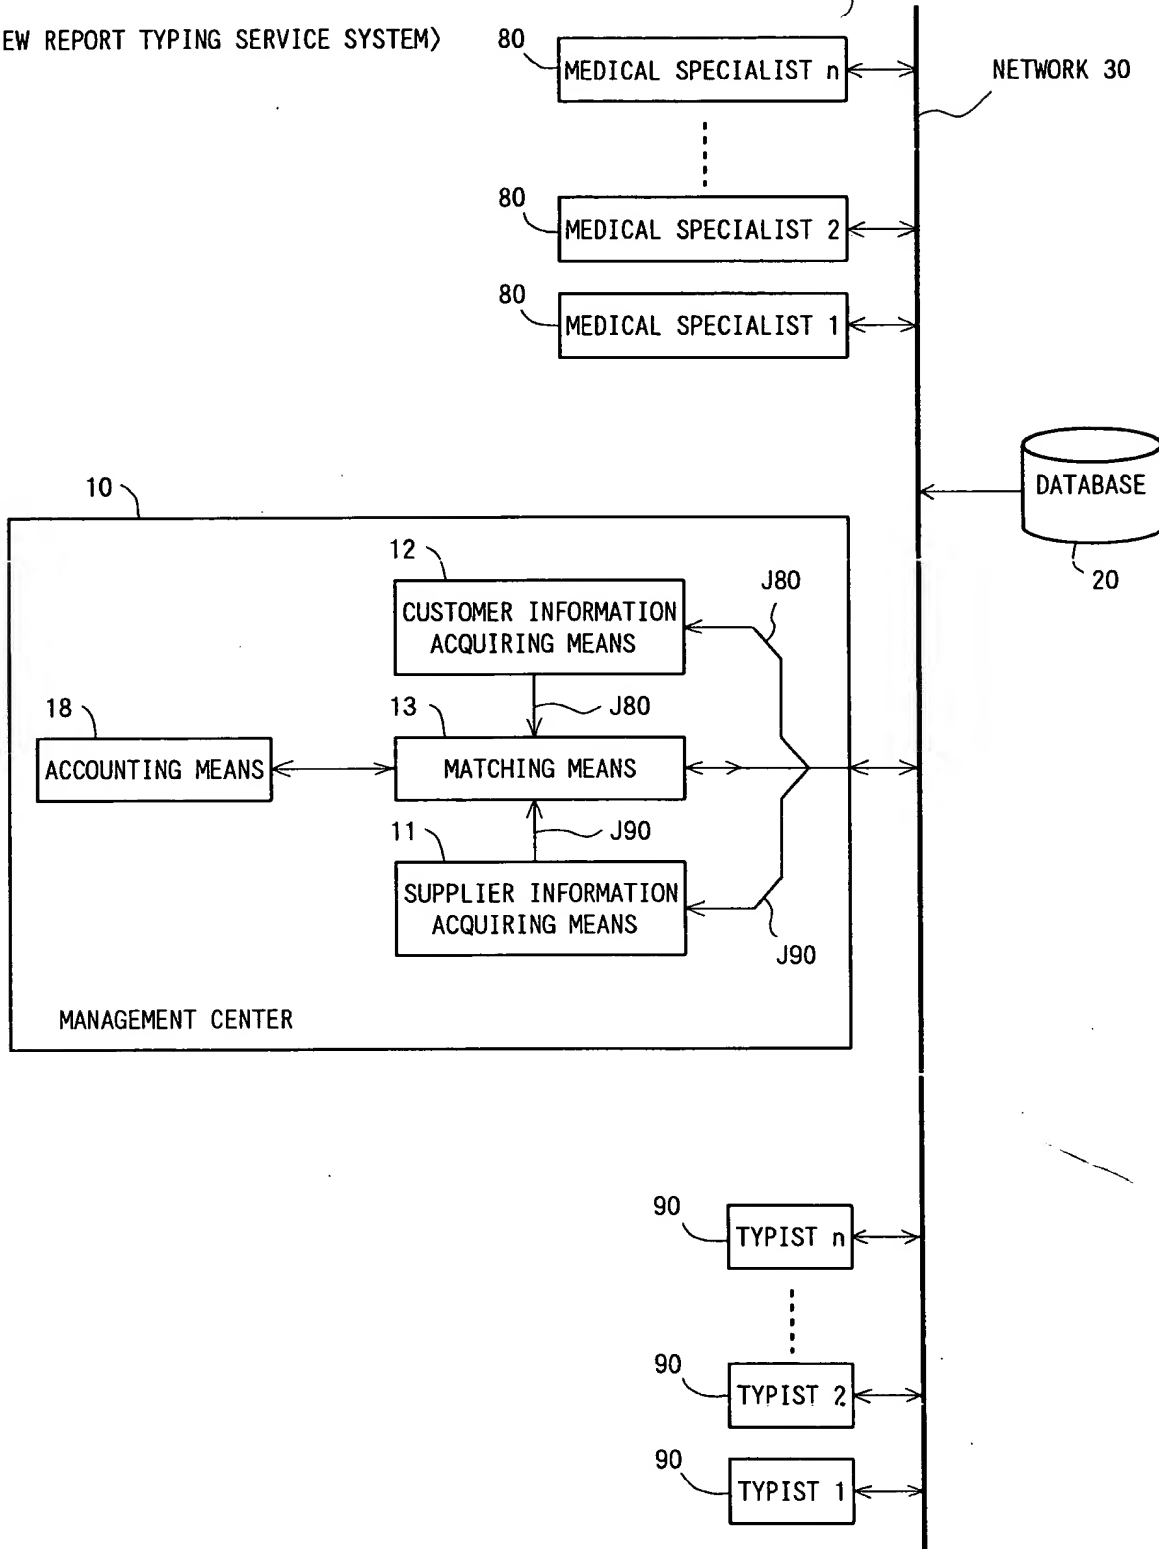 EW REPORT TYPING SERVICE SYSTEM〉
80
MEDICAL SPECIALIST n
NETWORK 30
80
MEDICAL SPECIALIST 2
80
MEDICAL SPECIALIST 1
DATABASE
20
10
12
CUSTOMER INFORMATION
ACQUIRING MEANS
J80
J80
18
ACCOUNTING MEANS
13
MATCHING MEANS
J90
11
SUPPLIER INFORMATION
ACQUIRING MEANS
J90
MANAGEMENT CENTER
90
TYPIST n
90
TYPIST 2
90
TYPIST 1